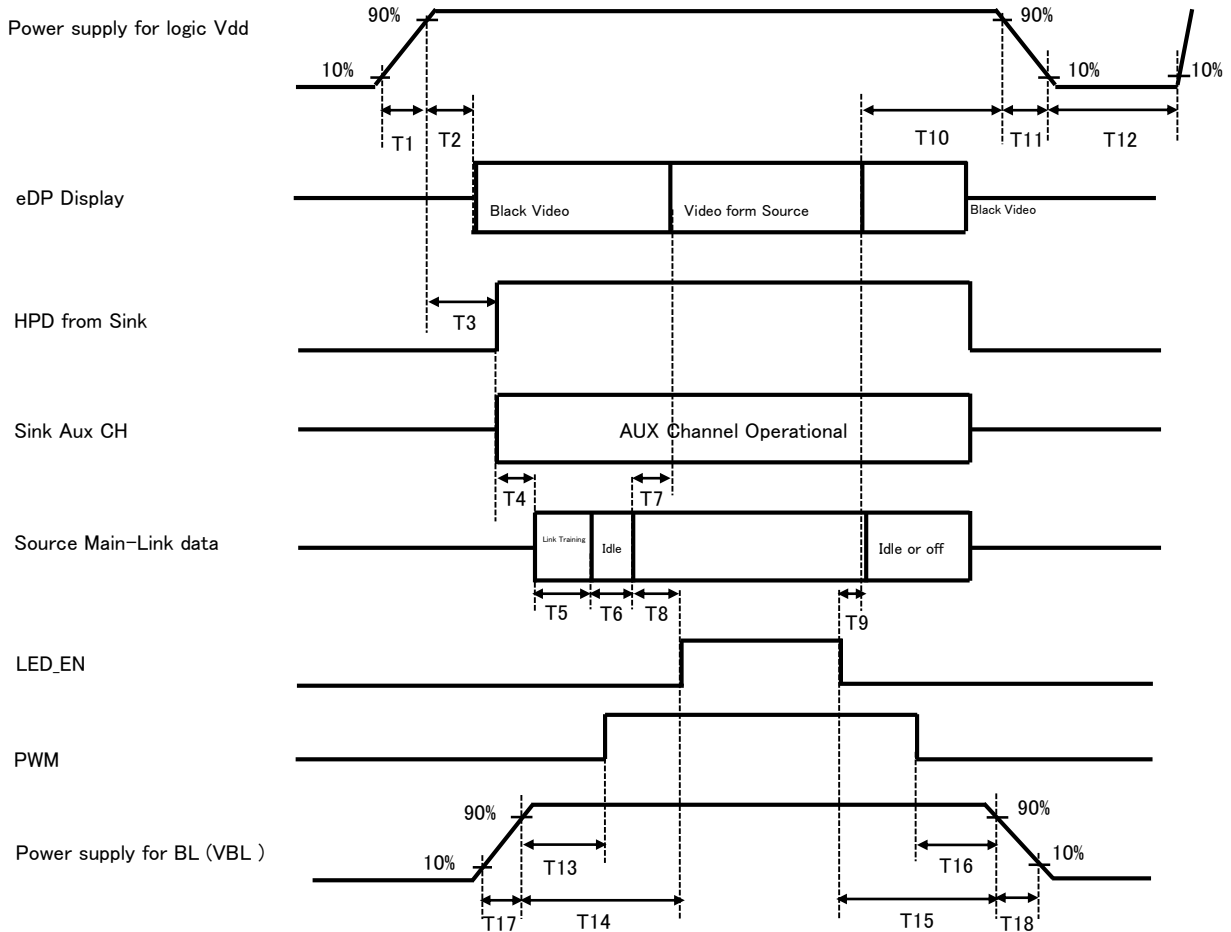 Power supply for logic Vdd
90%
90%
10%
10%
10%
T1
T2
T10
T11
T12
eDP Display
Black Video
Video form Source
Black Video
HPD from Sink
T3
Sink Aux CH
AUX Channel Operational
T4
T7
Source Main-Link data
Link Training
Idle
Idle or off
T5
T6
T8
T9
LED_EN
PWM
Power supply for BL (VBL )
90%
90%
10%
10%
T13
T16
T17
T14
T15
T18